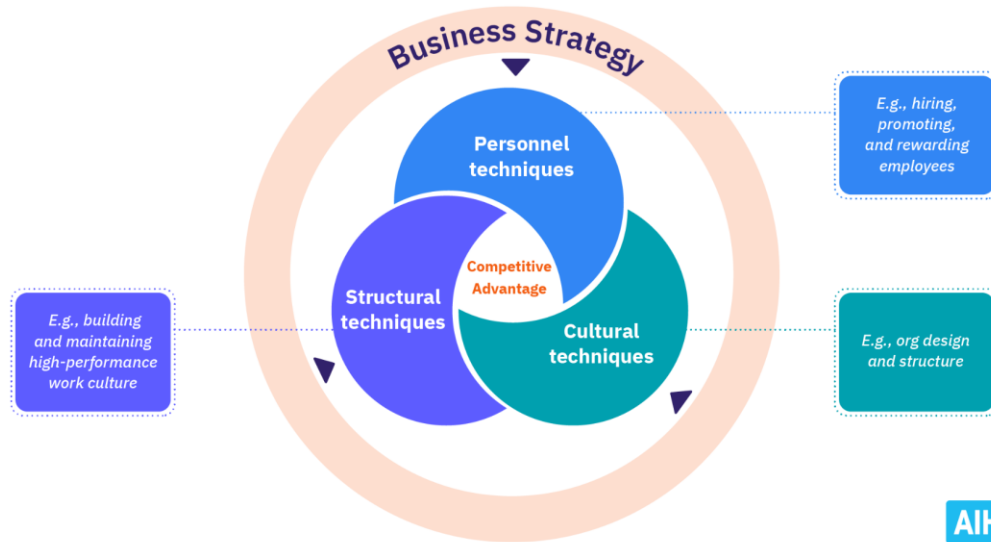 Business Strategy
Personnel
techniques
E.g., hiring,
promoting,
and rewarding
employees
Competitive
Advantage
Structural
techniques
Cultural
techniques
E.g., building
and maintaining
high-performance
work culture
E.g., org design
and structure
AIH